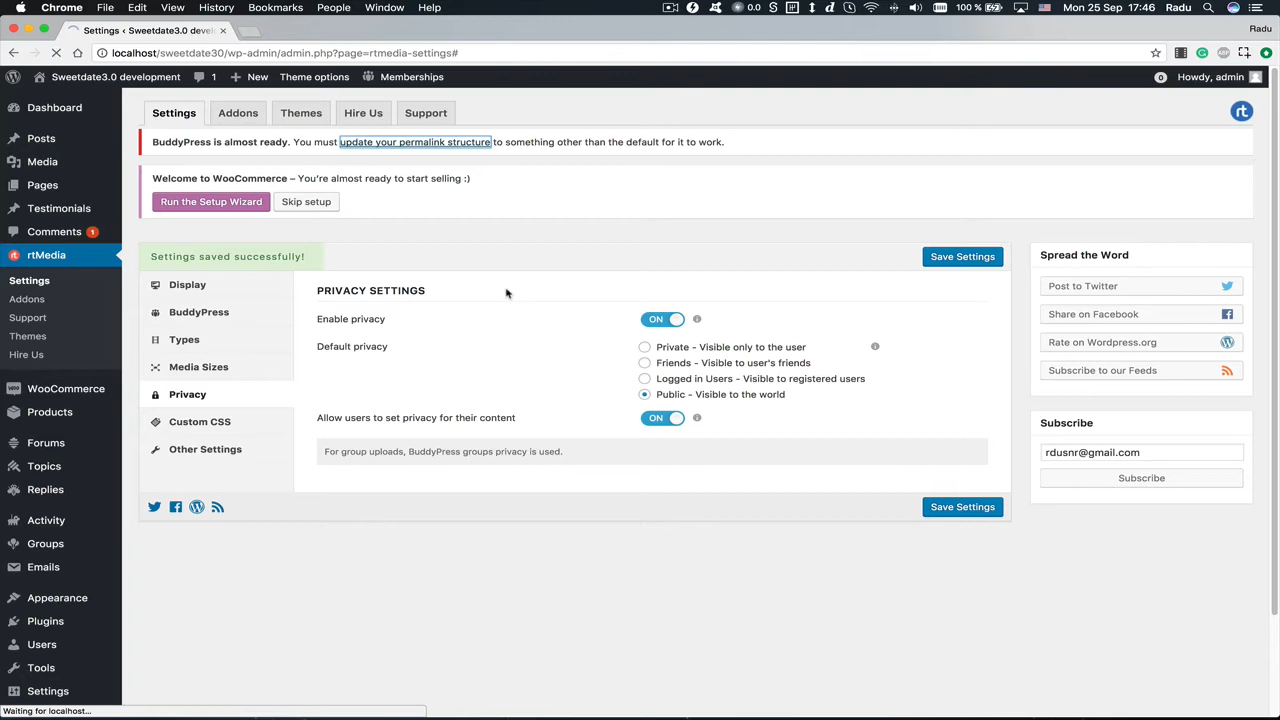 Chrome File Edit View History Bookmarks People Window Help 0.0 100 % Mon 25 Sep 17:46 Radu
Settings < Sweetdate3.0 devel × Radu
localhost/sweetdate30/wp-admin/admin.php?page=rtmedia-settings#
Sweetdate3.0 development 1 + New Theme options Memberships 0 Howdy, admin
Dashboard
Posts
Media
Pages
Testimonials
Comments 1
rtMedia
Settings
Addons
Support
Themes
Hire Us
WooCommerce
Products
Forums
Topics
Replies
Activity
Groups
Emails
Appearance
Plugins
Users
Tools
Settings
Settings Addons Themes Hire Us Support rt
BuddyPress is almost ready. You must update your permalink structure to something other than the default for it to work.
Welcome to WooCommerce – You're almost ready to start selling :)
Run the Setup Wizard Skip setup
Settings saved successfully! Save Settings
Display
BuddyPress
Types
Media Sizes
Privacy
Custom CSS
Other Settings
PRIVACY SETTINGS
Enable privacy ON
Default privacy Private - Visible only to the user
Friends - Visible to user's friends
Logged in Users - Visible to registered users
Public - Visible to the world
Allow users to set privacy for their content ON
For group uploads, BuddyPress groups privacy is used.
Save Settings
Spread the Word
Post to Twitter
Share on Facebook
Rate on Wordpress.org
Subscribe to our Feeds
Subscribe
rdusnr@gmail.com
Subscribe
Waiting for localhost...